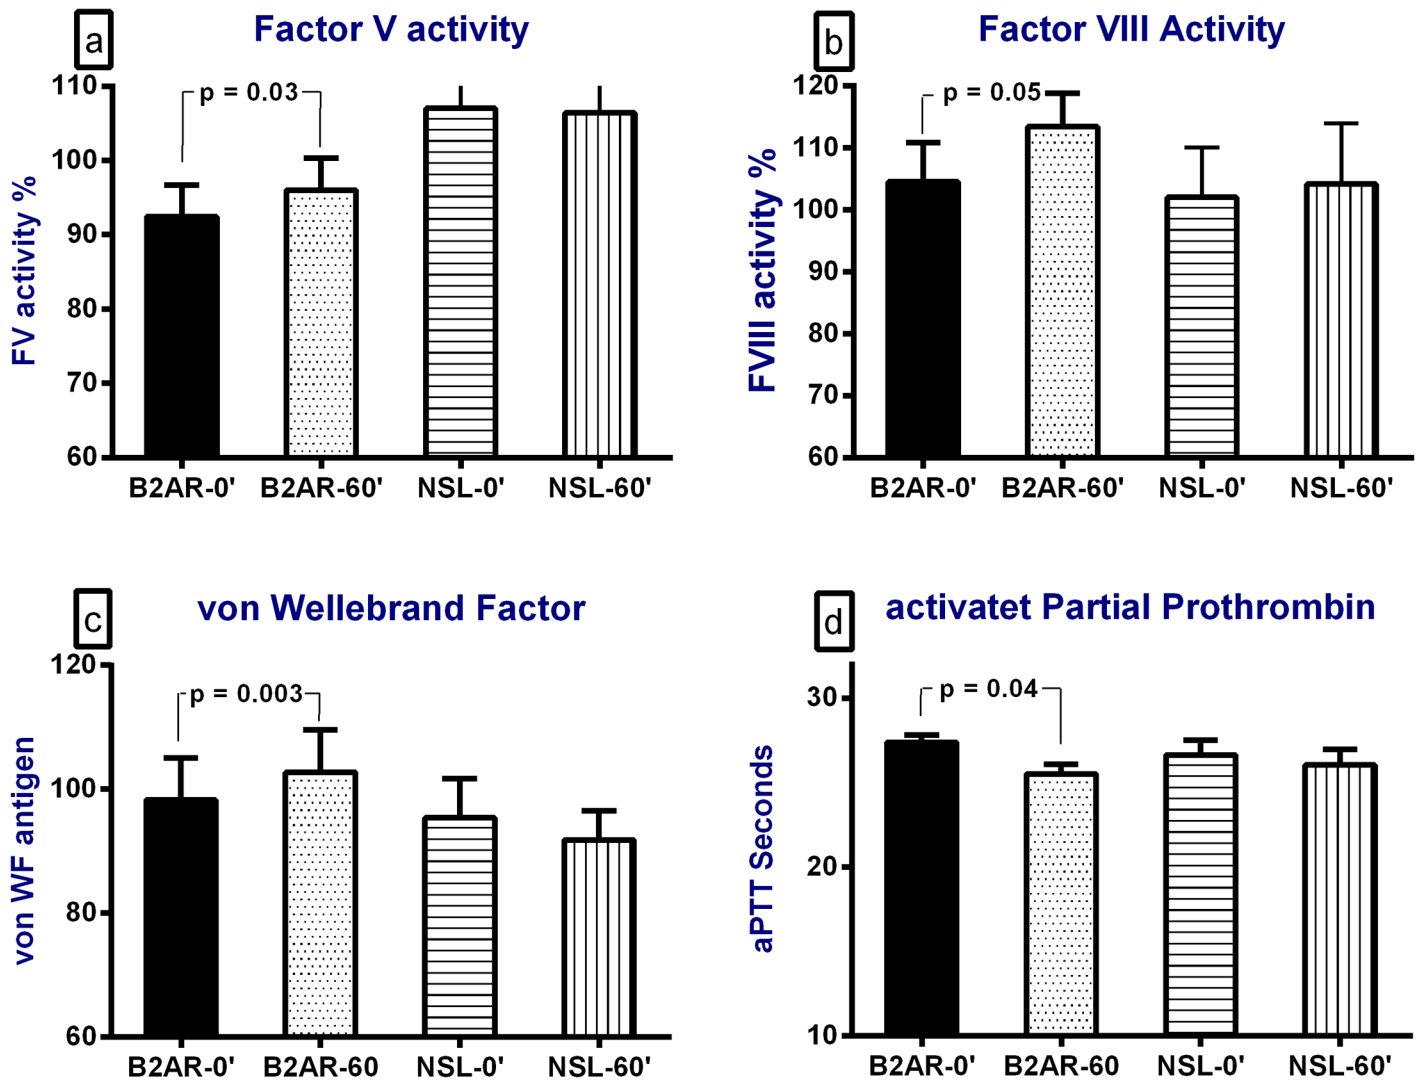 a
Factor V activity
FV activity %
110
100
90
80
70
60
p = 0.03
B2AR-0' B2AR-60' NSL-0' NSL-60'
b
Factor VIII Activity
FVIII activity %
120
110
100
90
80
70
60
p = 0.05
B2AR-0' B2AR-60' NSL-0' NSL-60'
c
von Wellebrand Factor
von WF antigen
120
100
80
60
p = 0.003
B2AR-0' B2AR-60 NSL-0' NSL-60'
d
activatet Partial Prothrombin
aPTT Seconds
30
20
10
p = 0.04
B2AR-0' B2AR-60 NSL-0' NSL-60'